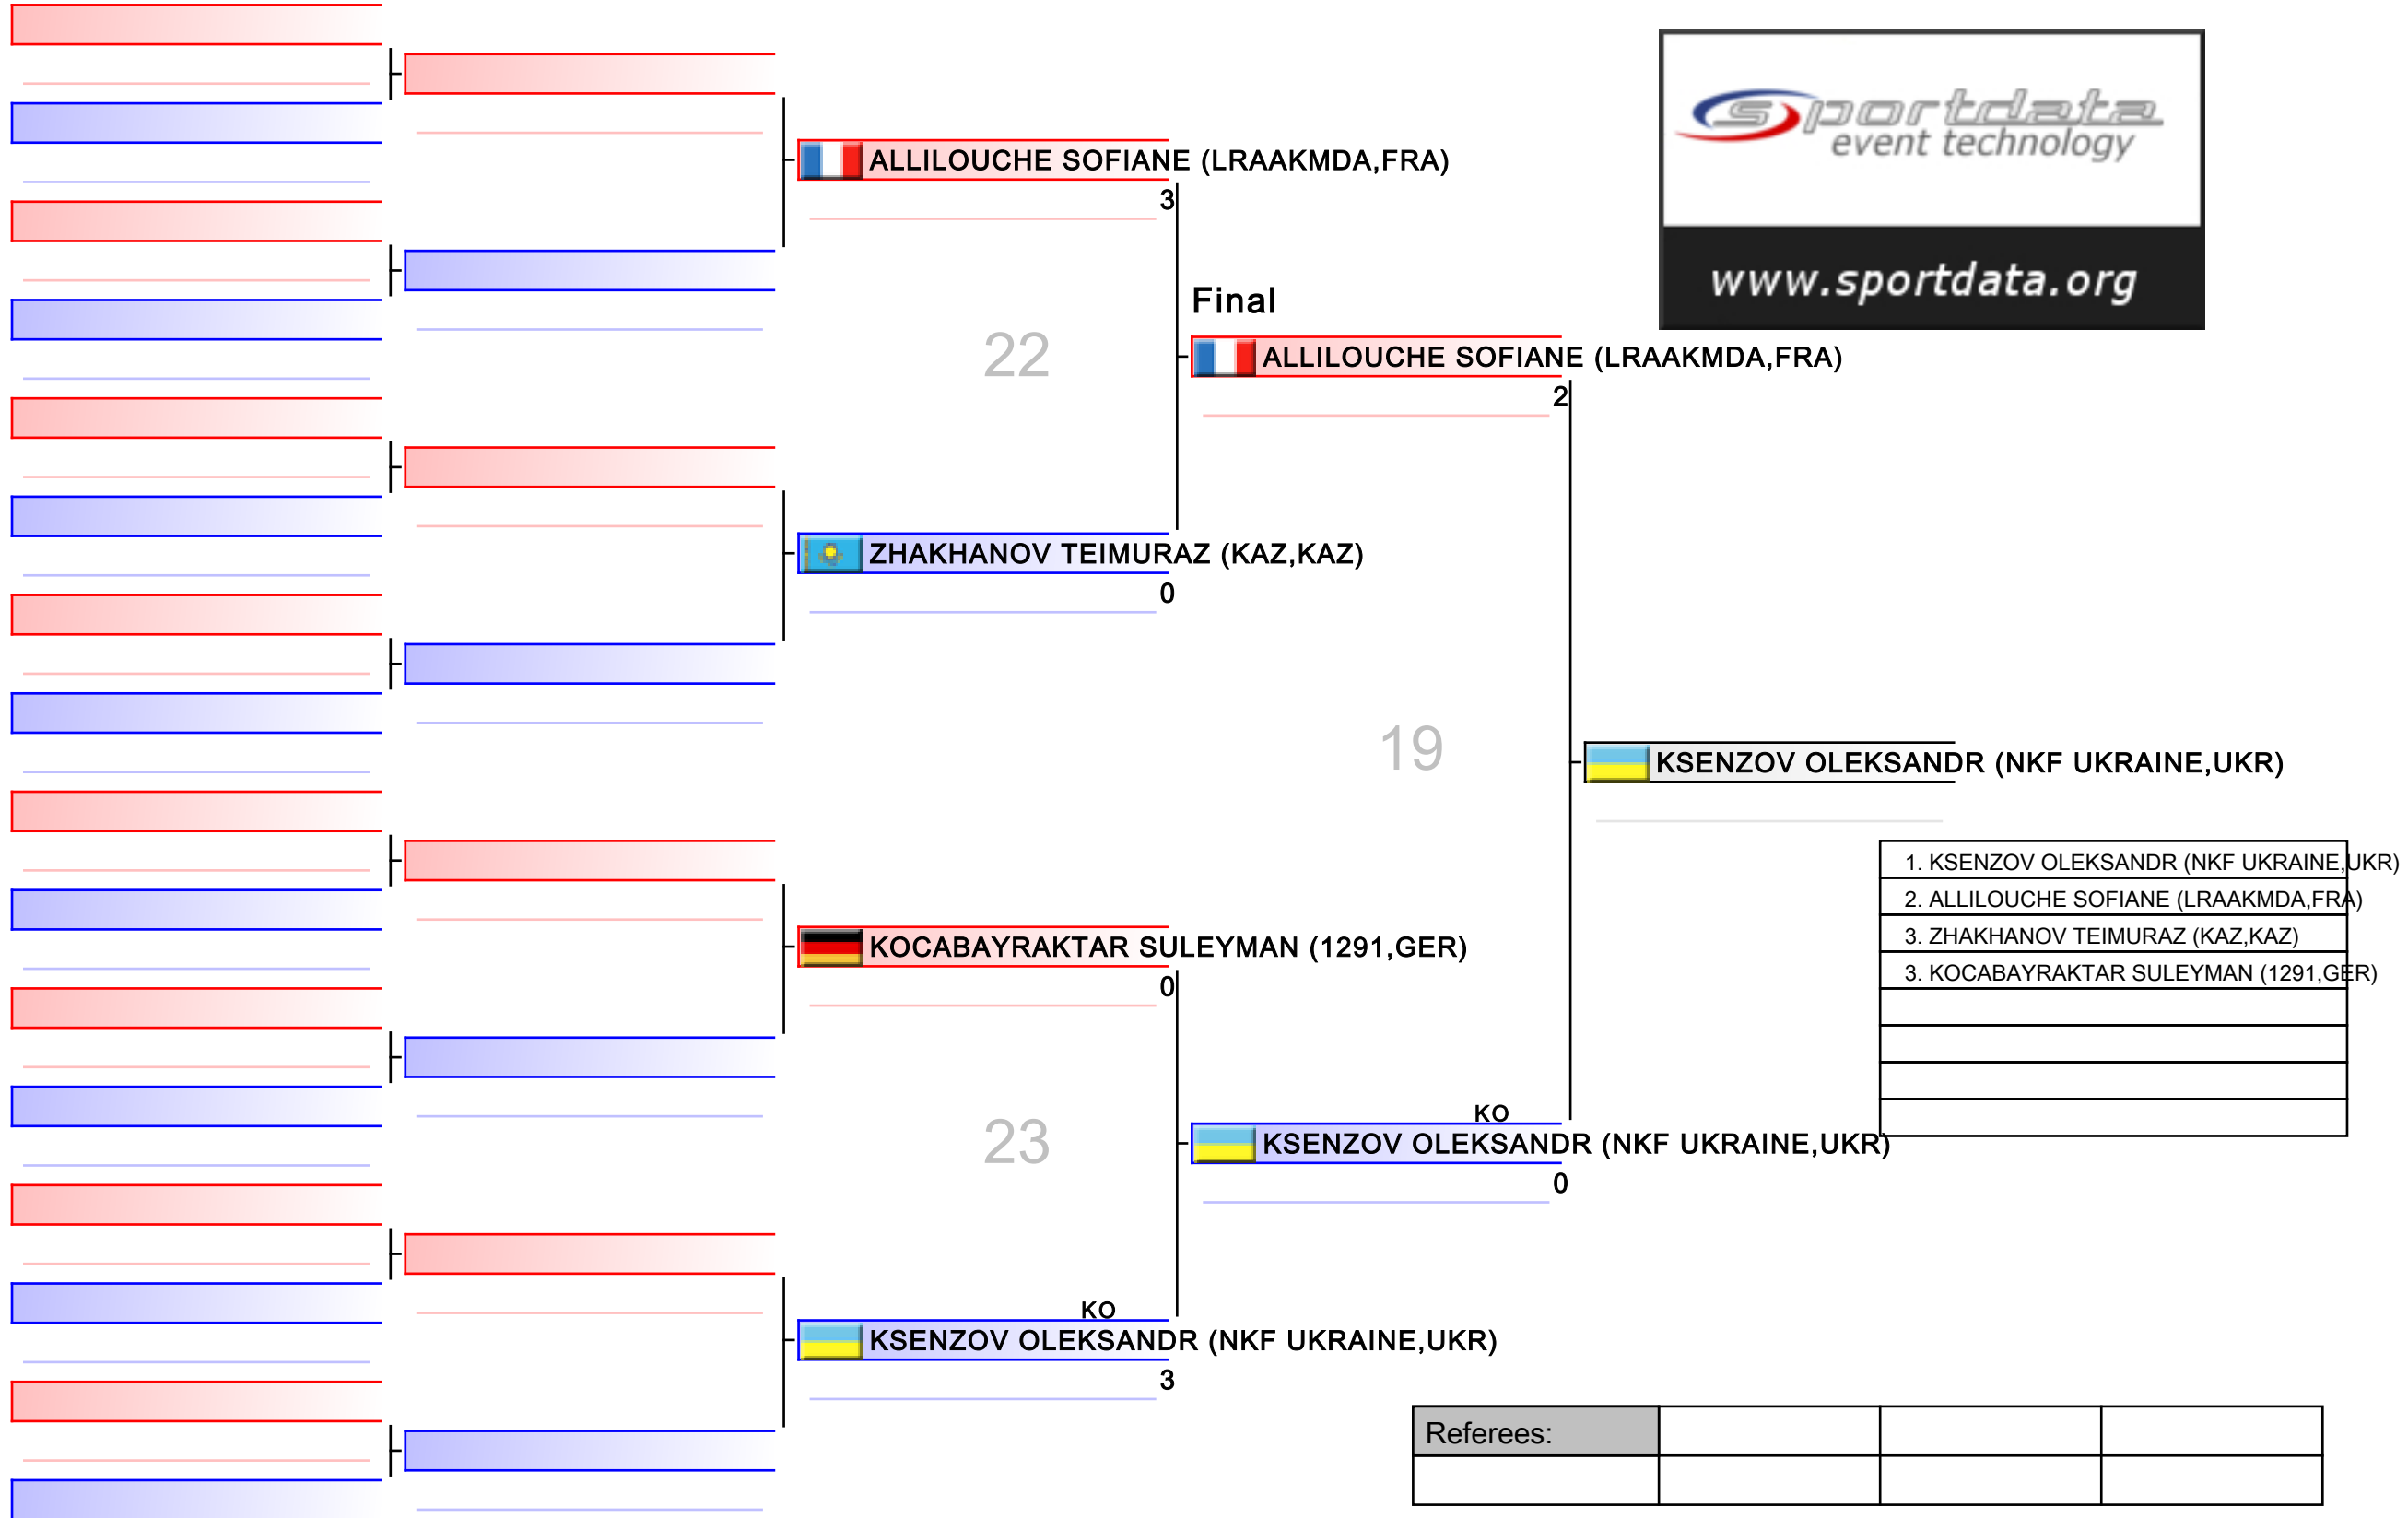 sportdata
event technology
www.sportdata.org
ALLILOUCHE SOFIANE (LRAAKMDA,FRA)
3
Final
22
ALLILOUCHE SOFIANE (LRAAKMDA,FRA)
2
ZHAKHANOV TEIMURAZ (KAZ,KAZ)
0
19
KSENZOV OLEKSANDR (NKF UKRAINE,UKR)
1. KSENZOV OLEKSANDR (NKF UKRAINE,UKR)
2. ALLILOUCHE SOFIANE (LRAAKMDA,FRA)
3. ZHAKHANOV TEIMURAZ (KAZ,KAZ)
3. KOCABAYRAKTAR SULEYMAN (1291,GER)
KOCABAYRAKTAR SULEYMAN (1291,GER)
0
23
KO
KSENZOV OLEKSANDR (NKF UKRAINE,UKR)
0
KO
KSENZOV OLEKSANDR (NKF UKRAINE,UKR)
3
Referees: